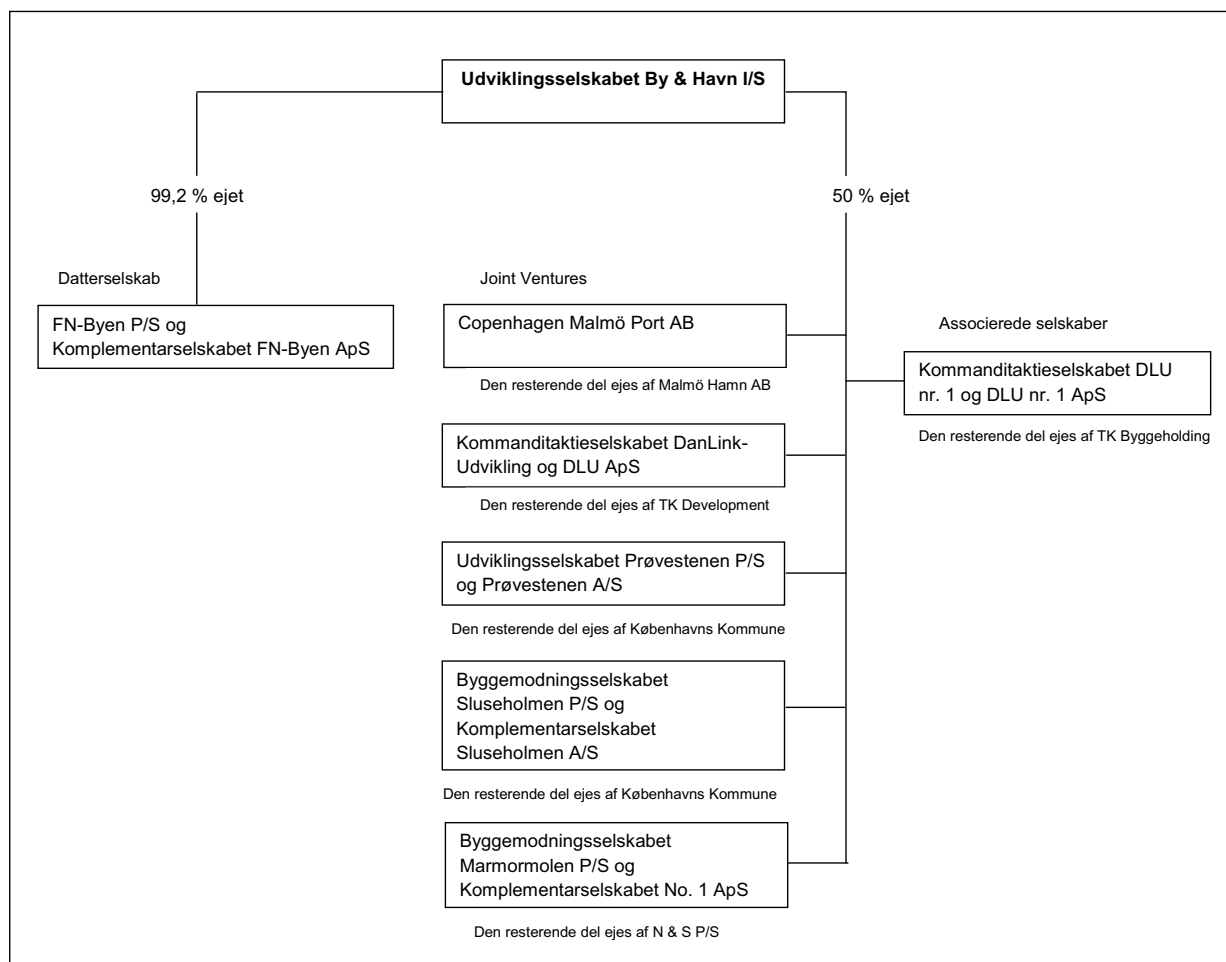 Udviklingsselskabet By & Havn I/S
99,2 % ejet
50 % ejet
Datterselskab
FN-Byen P/S og
Komplementarselskabet FN-Byen ApS
Joint Ventures
Copenhagen Malmö Port AB
Den resterende del ejes af Malmö Hamn AB
Kommanditaktieselskabet DanLink-
Udvikling og DLU ApS
Den resterende del ejes af TK Development
Udviklingsselskabet Prøvestenen P/S
og Prøvestenen A/S
Den resterende del ejes af Københavns Kommune
Byggemodningsselskabet
Sluseholmen P/S og
Komplementarselskabet
Sluseholmen A/S
Den resterende del ejes af Københavns Kommune
Byggemodningsselskabet
Marmormolen P/S og
Komplementarselskabet No. 1 ApS
Den resterende del ejes af N & S P/S
Associerede selskaber
Kommanditaktieselskabet DLU
nr. 1 og DLU nr. 1 ApS
Den resterende del ejes af TK Byggeholding